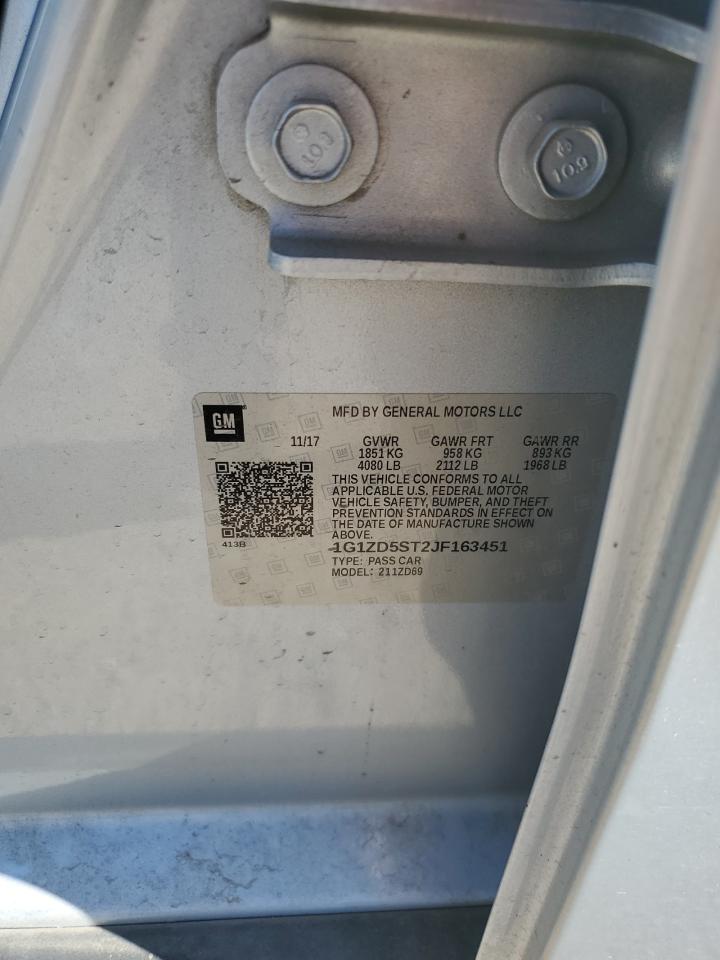 10.9
10.9
GM
MFD BY GENERAL MOTORS LLC
11/17 GVWR GAWR FRT GAWR RR
1851 KG 958 KG 893 KG
4080 LB 2112 LB 1968 LB
THIS VEHICLE CONFORMS TO ALL
APPLICABLE U.S. FEDERAL MOTOR
VEHICLE SAFETY, BUMPER, AND THEFT
PREVENTION STANDARDS IN EFFECT ON
THE DATE OF MANUFACTURE SHOWN
ABOVE.
413B
1G1ZD5ST2JF163451
TYPE: PASS CAR
MODEL: 211ZD69